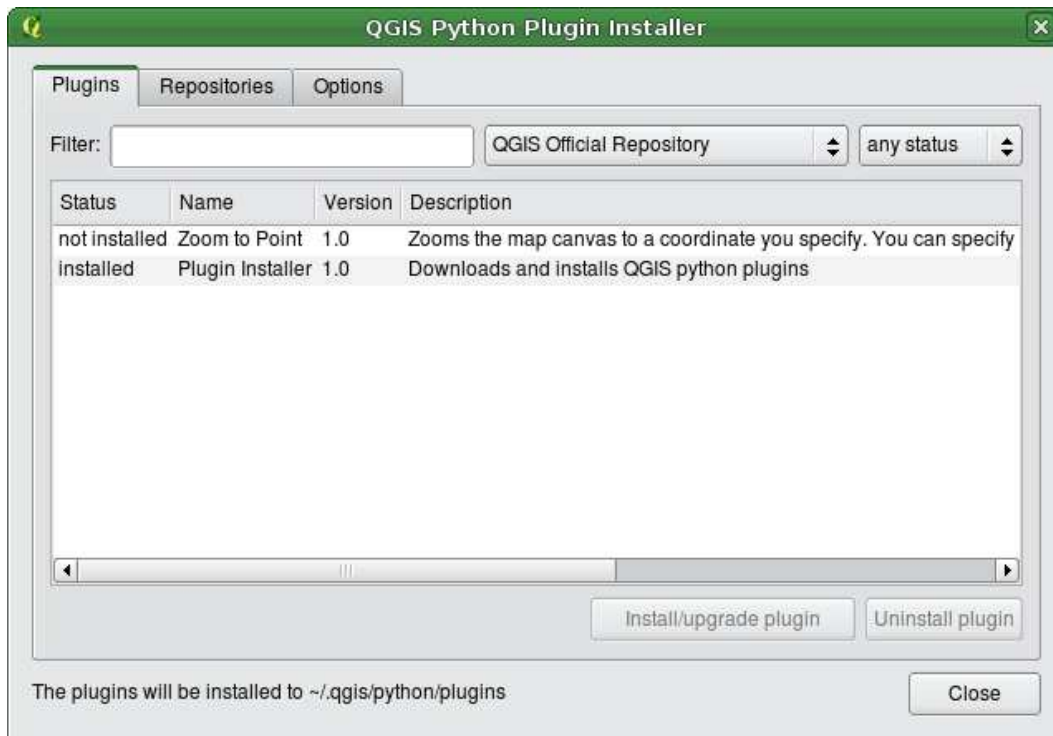 QGIS Python Plugin Installer
Plugins Repositories Options
Filter: QGIS Official Repository any status
Status Name Version Description
not installed Zoom to Point 1.0 Zooms the map canvas to a coordinate you specify. You can specify
installed Plugin Installer 1.0 Downloads and installs QGIS python plugins
Install/upgrade plugin Uninstall plugin
The plugins will be installed to ~/.qgis/python/plugins Close